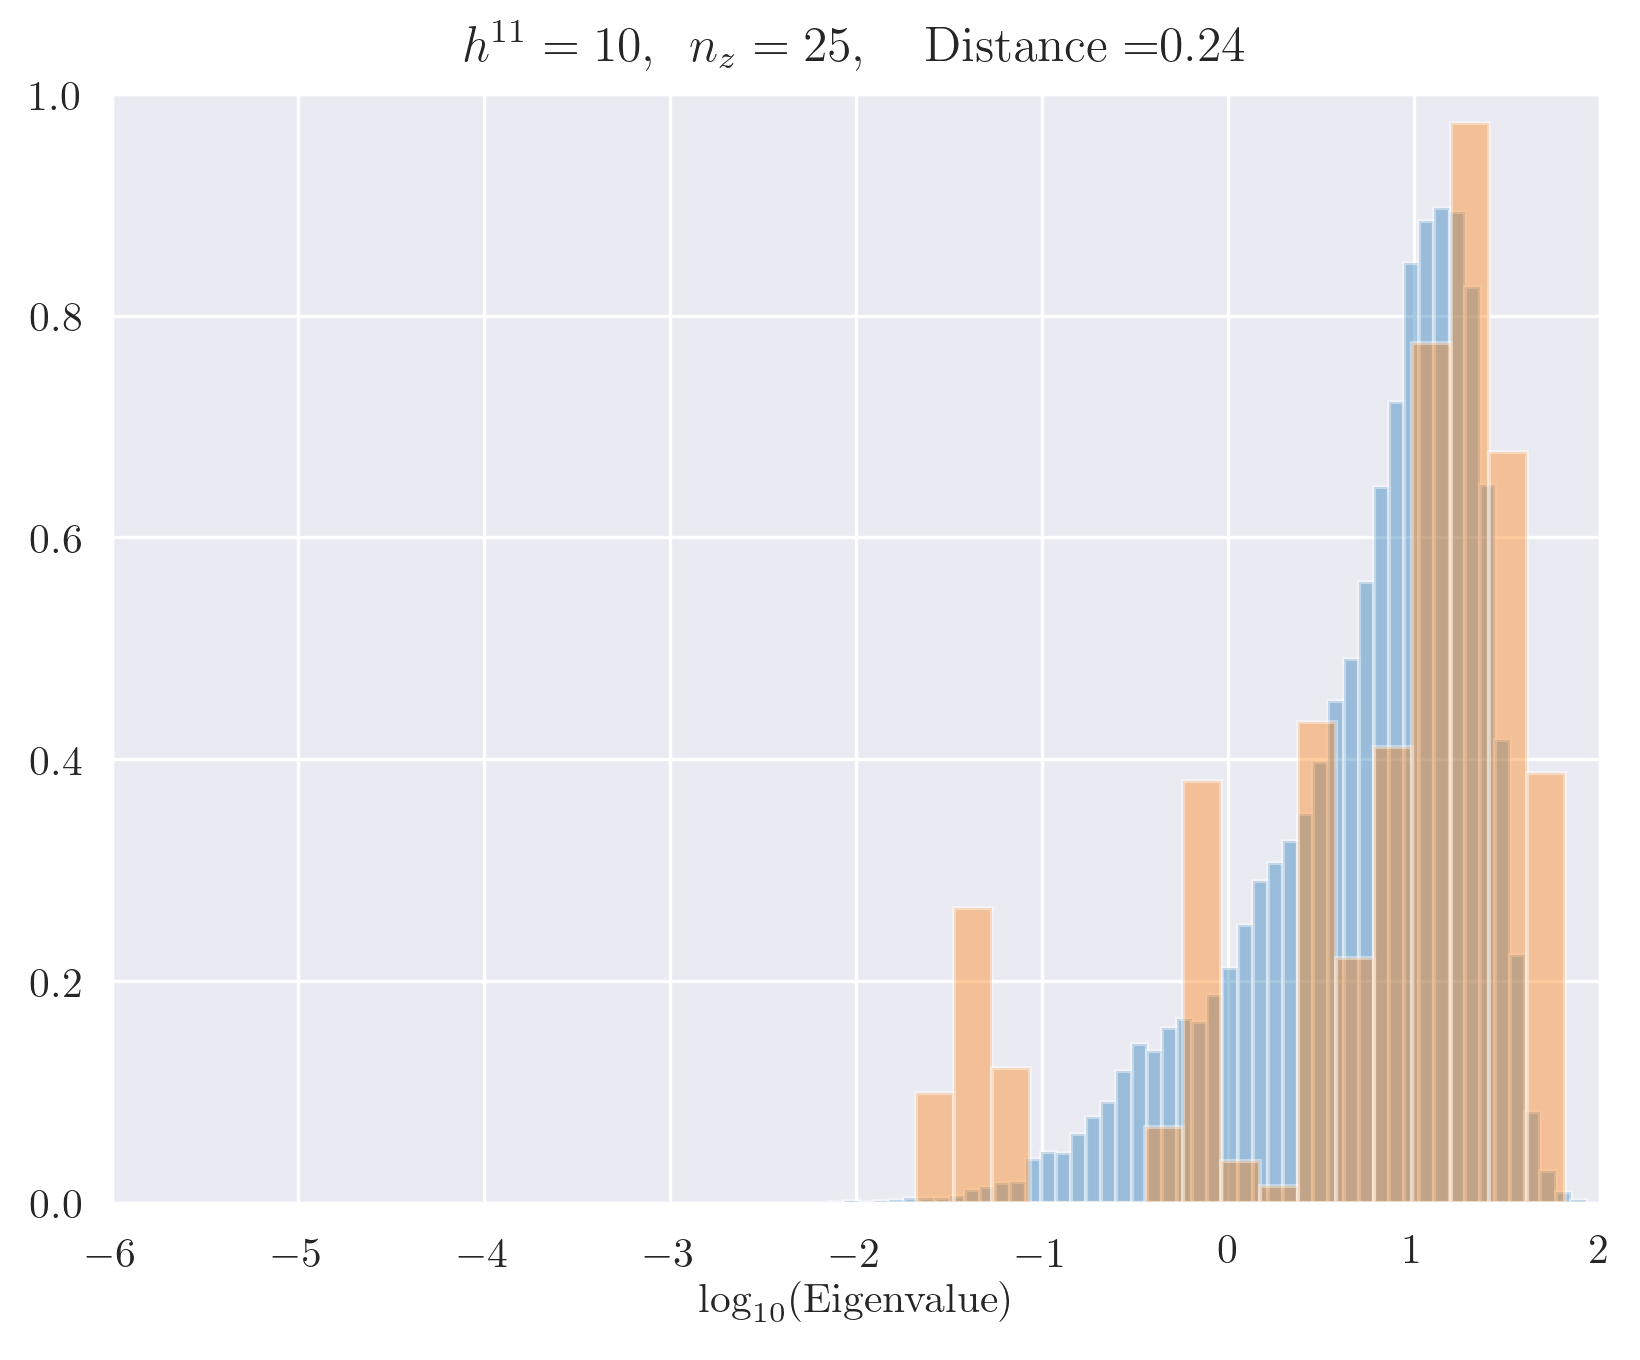 h¹¹ = 10, n_z = 25, Distance =0.24
1.0
0.8
0.6
0.4
0.2
0.0
−6 −5 −4 −3 −2 −1 0 1 2
log₁₀(Eigenvalue)